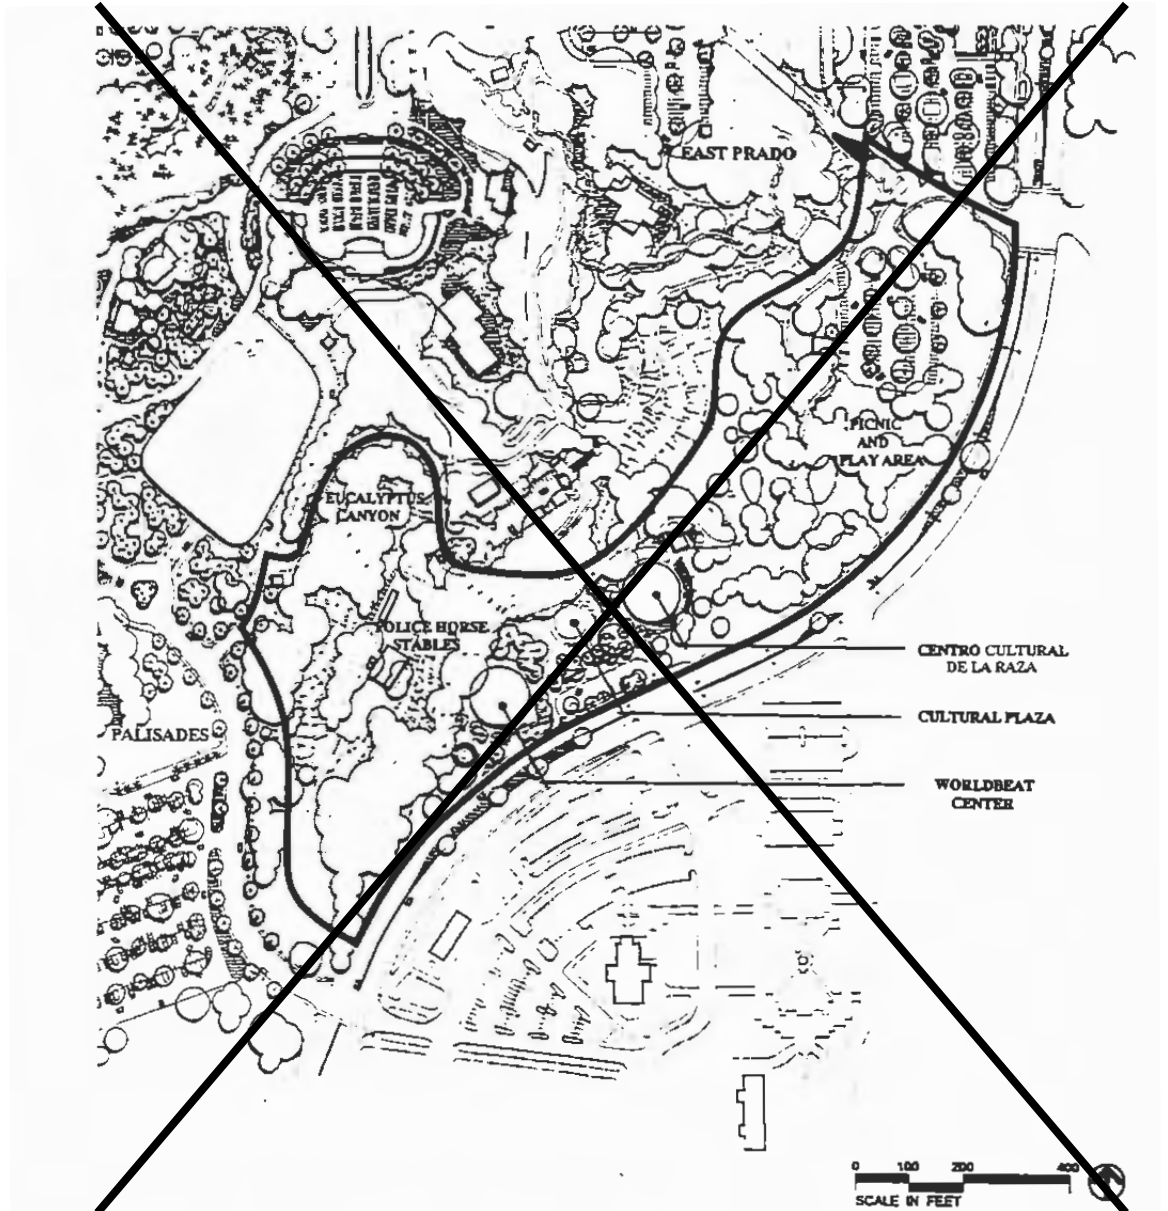 EAST PRADO
PICNIC
AND
PLAY AREA
EUCALYPTUS
CANYON
POLICE HORSE
STABLES
CENTRO CULTURAL
DE LA RAZA
CULTURAL PLAZA
PALISADES
WORLDBEAT
CENTER
0 100 200 400
SCALE IN FEET